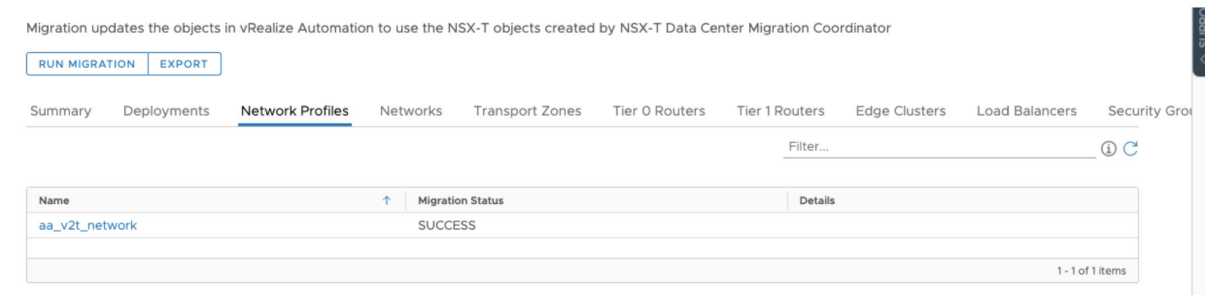 Migration updates the objects in vRealize Automation to use the NSX-T objects created by NSX-T Data Center Migration Coordinator
RUN MIGRATION EXPORT
Summary Deployments Network Profiles Networks Transport Zones Tier 0 Routers Tier 1 Routers Edge Clusters Load Balancers Security Grou
Filter...
Name Migration Status Details
aa_v2t_network SUCCESS
1 - 1 of 1 items